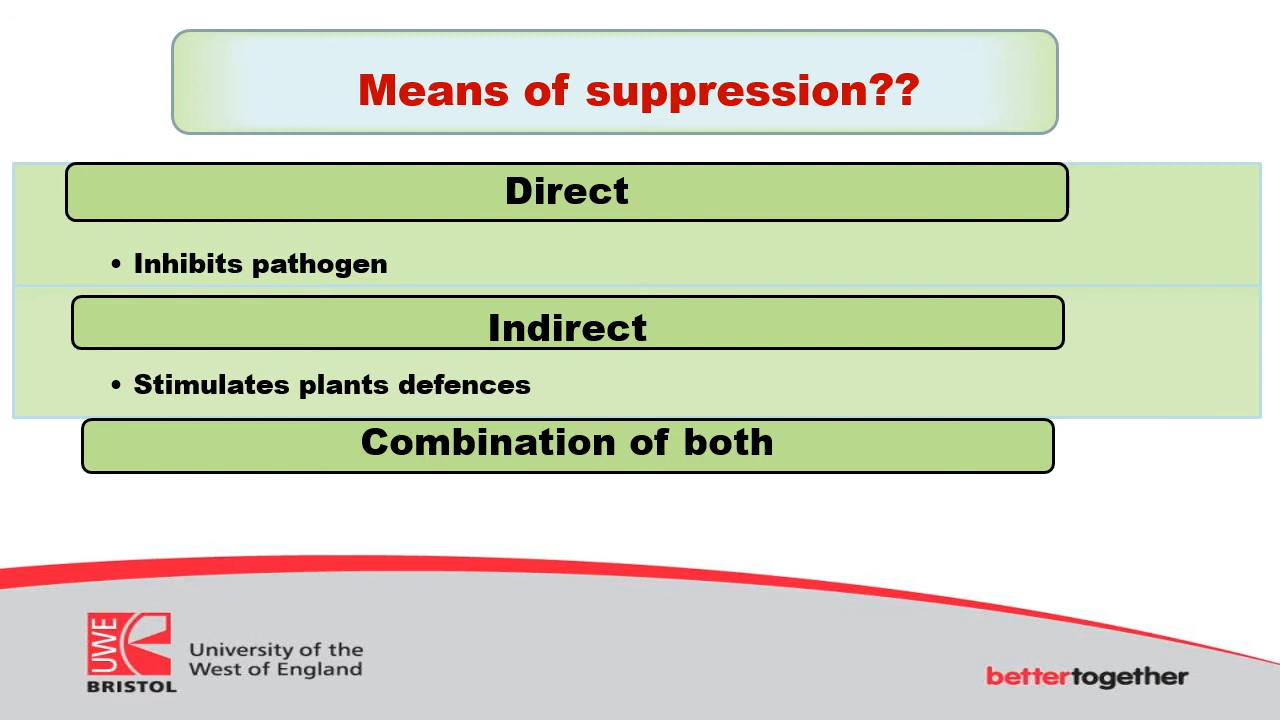 Means of suppression??
Direct
• Inhibits pathogen
Indirect
• Stimulates plants defences
Combination of both
UWE
BRISTOL
University of the
West of England
bettertogether